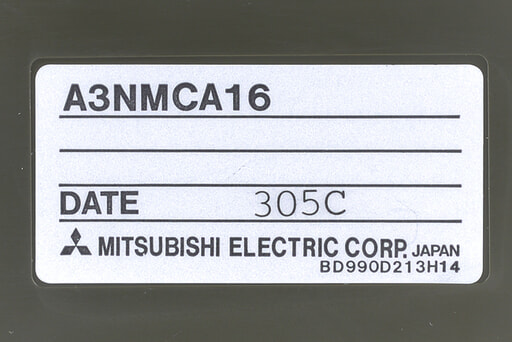 A3NMCA16
DATE 305C
MITSUBISHI ELECTRIC CORP. JAPAN
BD990D213H14